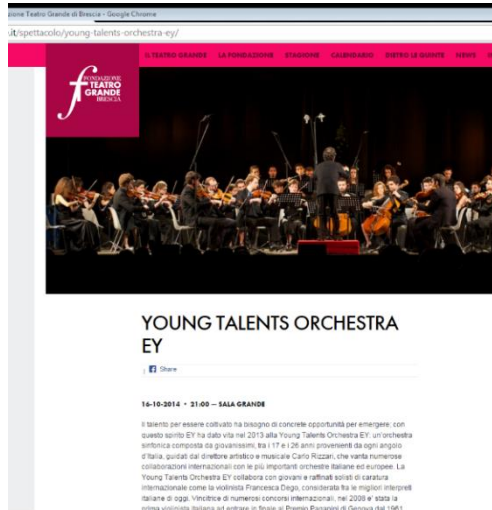 zione Teatro Grande di Brescia - Google Chrome
.it/spettacolo/young-talents-orchestra-ey/
IL TEATRO GRANDE LA FONDAZIONE STAGIONE CALENDARIO DIETRO LE QUINTE NEWS
FONDAZIONE
TEATRO
GRANDE
BRESCIA
YOUNG TALENTS ORCHESTRA
EY
Share
16-10-2014 • 21:00 — SALA GRANDE
Il talento per essere coltivato ha bisogno di concrete opportunità per emergere; con
questo spirito EY ha dato vita nel 2013 alla Young Talents Orchestra EY, un'orchestra
sinfonica composta da giovanissimi, tra i 17 e i 26 anni provenienti da ogni angolo
d'Italia, guidati dal direttore artistico e musicale Carlo Rizzari, che vanta numerose
collaborazioni internazionali con le più importanti orchestre italiane ed europee. La
Young Talents Orchestra EY collabora con giovani e raffinati solisti di caratura
internazionale come la violinista Francesca Dego, considerata fra le migliori interpreti
italiane di oggi. Vincitrice di numerosi concorsi internazionali, nel 2008 e' stata la
prima violinista italiana ad entrare in finale al Premio Paganini di Genova dal 1961